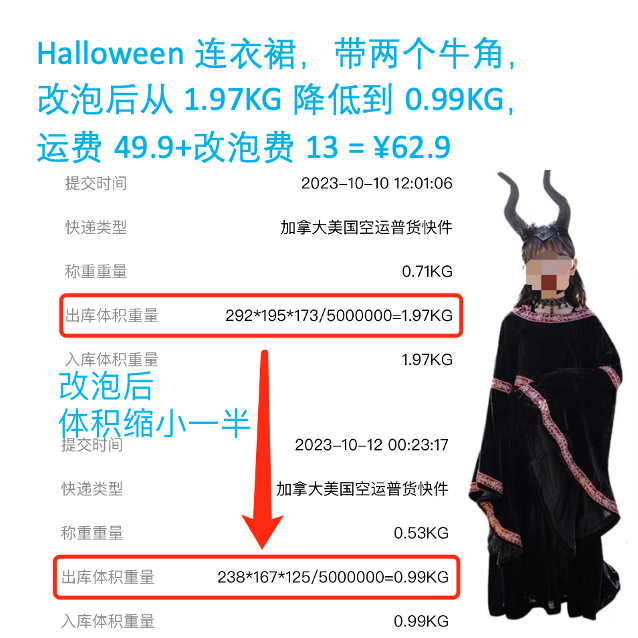 Halloween 连衣裙，带两个牛角，
改泡后从 1.97KG 降低到 0.99KG，
运费 49.9+改泡费 13 = ¥62.9
提交时间 2023-10-10 12:01:06
快递类型 加拿大美国空运普货快件
称重重量 0.71KG
出库体积重量 292*195*173/5000000=1.97KG
入库体积重量 1.97KG
改泡后
体积缩小一半
提交时间 2023-10-12 00:23:17
快递类型 加拿大美国空运普货快件
称重重量 0.53KG
出库体积重量 238*167*125/5000000=0.99KG
入库体积重量 0.99KG